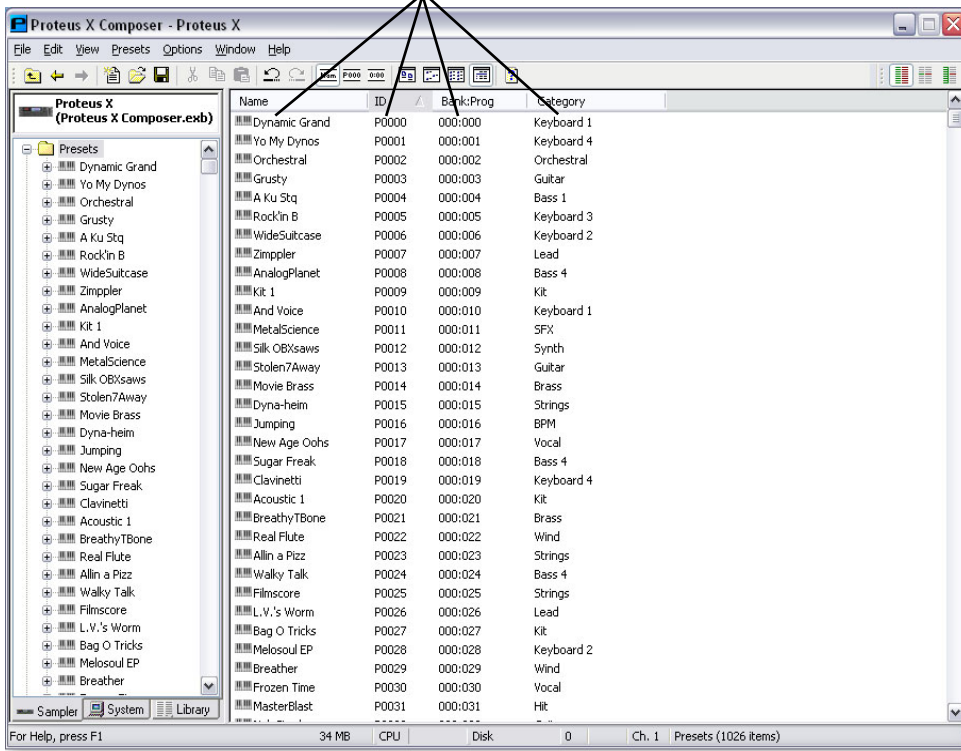 Proteus X Composer - Proteus X
File Edit View Presets Options Window Help
Nam P000 0:00
Proteus X
(Proteus X Composer.exb)
Presets
Dynamic Grand
Yo My Dynos
Orchestral
Grusty
A Ku Stq
Rock'in B
WideSuitcase
Zimppler
AnalogPlanet
Kit 1
And Voice
MetalScience
Silk OBXsaws
Stolen7Away
Movie Brass
Dyna-heim
Jumping
New Age Oohs
Sugar Freak
Clavinetti
Acoustic 1
BreathyTBone
Real Flute
Allin a Pizz
Walky Talk
Filmscore
L.V.'s Worm
Bag O Tricks
Melosoul EP
Breather
Sampler System Library
Name ID Bank:Prog Category
Dynamic Grand P0000 000:000 Keyboard 1
Yo My Dynos P0001 000:001 Keyboard 4
Orchestral P0002 000:002 Orchestral
Grusty P0003 000:003 Guitar
A Ku Stq P0004 000:004 Bass 1
Rock'in B P0005 000:005 Keyboard 3
WideSuitcase P0006 000:006 Keyboard 2
Zimppler P0007 000:007 Lead
AnalogPlanet P0008 000:008 Bass 4
Kit 1 P0009 000:009 Kit
And Voice P0010 000:010 Keyboard 1
MetalScience P0011 000:011 SFX
Silk OBXsaws P0012 000:012 Synth
Stolen7Away P0013 000:013 Guitar
Movie Brass P0014 000:014 Brass
Dyna-heim P0015 000:015 Strings
Jumping P0016 000:016 BPM
New Age Oohs P0017 000:017 Vocal
Sugar Freak P0018 000:018 Bass 4
Clavinetti P0019 000:019 Keyboard 4
Acoustic 1 P0020 000:020 Kit
BreathyTBone P0021 000:021 Brass
Real Flute P0022 000:022 Wind
Allin a Pizz P0023 000:023 Strings
Walky Talk P0024 000:024 Bass 4
Filmscore P0025 000:025 Strings
L.V.'s Worm P0026 000:026 Lead
Bag O Tricks P0027 000:027 Kit
Melosoul EP P0028 000:028 Keyboard 2
Breather P0029 000:029 Wind
Frozen Time P0030 000:030 Vocal
MasterBlast P0031 000:031 Hit
For Help, press F1 34 MB CPU Disk 0 Ch. 1 Presets (1026 items)